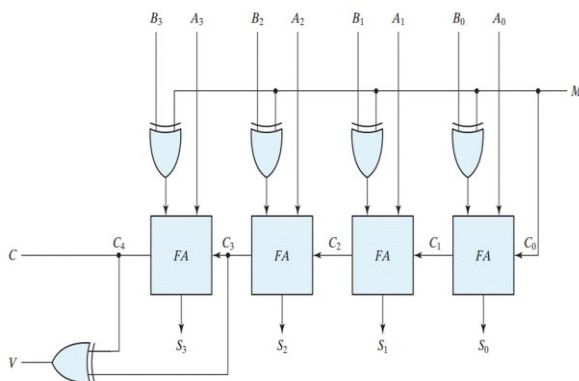 B3 A3 B2 A2 B1 A1 B0 A0
M
C C4 FA C3 FA C2 FA C1 FA C0
V S3 S2 S1 S0